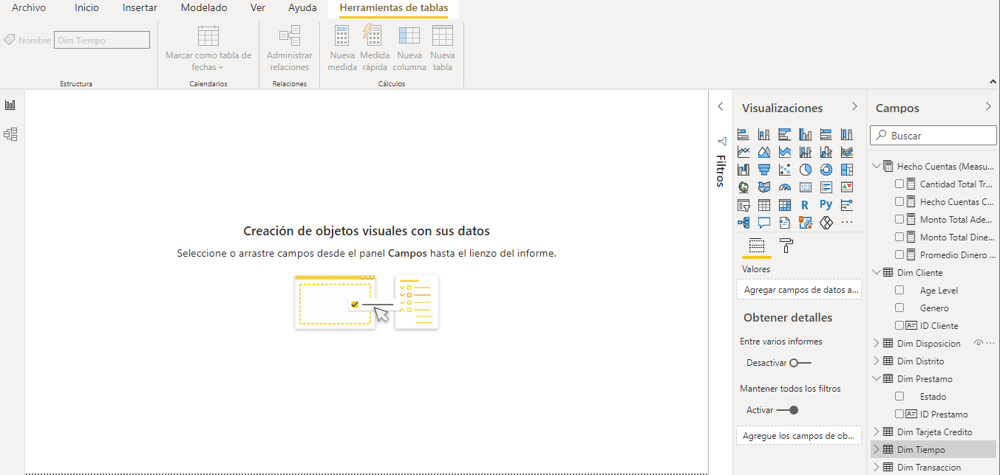 Archivo
Inicio
Insertar
Modelado
Ver
Ayuda
Herramientas de tablas
Nombre
Dim Tiempo
Marcar como tabla de
fechas
Administrar
relaciones
Nueva
medida
Medida
rápida
Nueva
columna
Nueva
tabla
Estructura
Calendarios
Relaciones
Cálculos
Creación de objetos visuales con sus datos
Seleccione o arrastre campos desde el panel Campos hasta el lienzo del informe.
Filtros
Visualizaciones
123
R
Py
Valores
Agregar campos de datos a...
Obtener detalles
Entre varios informes
Desactivar
Mantener todos los filtros
Activar
Agregue los campos de ob...
Campos
Buscar
Hecho Cuentas (Measu...
Cantidad Total Tr...
Hecho Cuentas C...
Monto Total Ade...
Monto Total Dine...
Promedio Dinero ...
Dim Cliente
Age Level
Genero
ID Cliente
Dim Disposicion
Dim Distrito
Dim Prestamo
Estado
ID Prestamo
Dim Tarjeta Credito
Dim Tiempo
Dim Transaccion